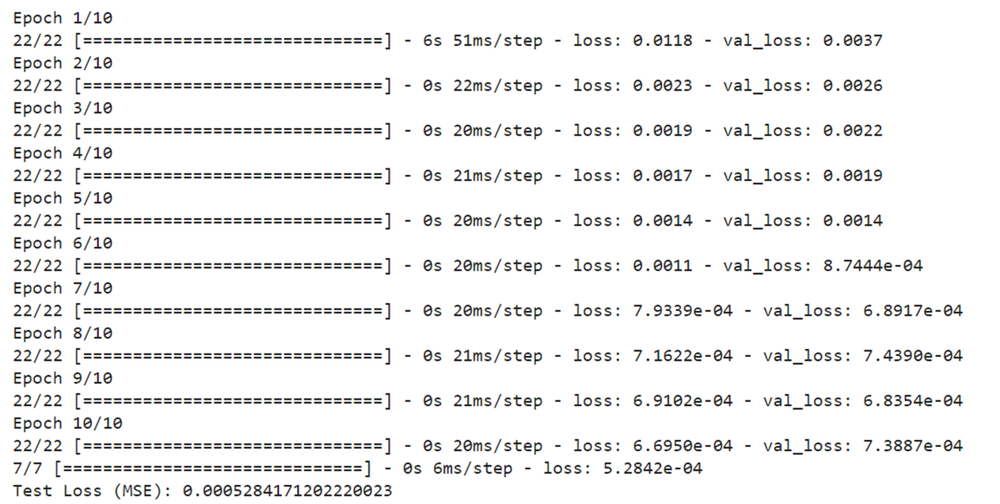 Epoch 1/10
22/22 [==============================] - 6s 51ms/step - loss: 0.0118 - val_loss: 0.0037
Epoch 2/10
22/22 [==============================] - 0s 22ms/step - loss: 0.0023 - val_loss: 0.0026
Epoch 3/10
22/22 [==============================] - 0s 20ms/step - loss: 0.0019 - val_loss: 0.0022
Epoch 4/10
22/22 [==============================] - 0s 21ms/step - loss: 0.0017 - val_loss: 0.0019
Epoch 5/10
22/22 [==============================] - 0s 20ms/step - loss: 0.0014 - val_loss: 0.0014
Epoch 6/10
22/22 [==============================] - 0s 20ms/step - loss: 0.0011 - val_loss: 8.7444e-04
Epoch 7/10
22/22 [==============================] - 0s 20ms/step - loss: 7.9339e-04 - val_loss: 6.8917e-04
Epoch 8/10
22/22 [==============================] - 0s 21ms/step - loss: 7.1622e-04 - val_loss: 7.4390e-04
Epoch 9/10
22/22 [==============================] - 0s 21ms/step - loss: 6.9102e-04 - val_loss: 6.8354e-04
Epoch 10/10
22/22 [==============================] - 0s 20ms/step - loss: 6.6950e-04 - val_loss: 7.3887e-04
7/7 [==============================] - 0s 6ms/step - loss: 5.2842e-04
Test Loss (MSE): 0.0005284171202220023